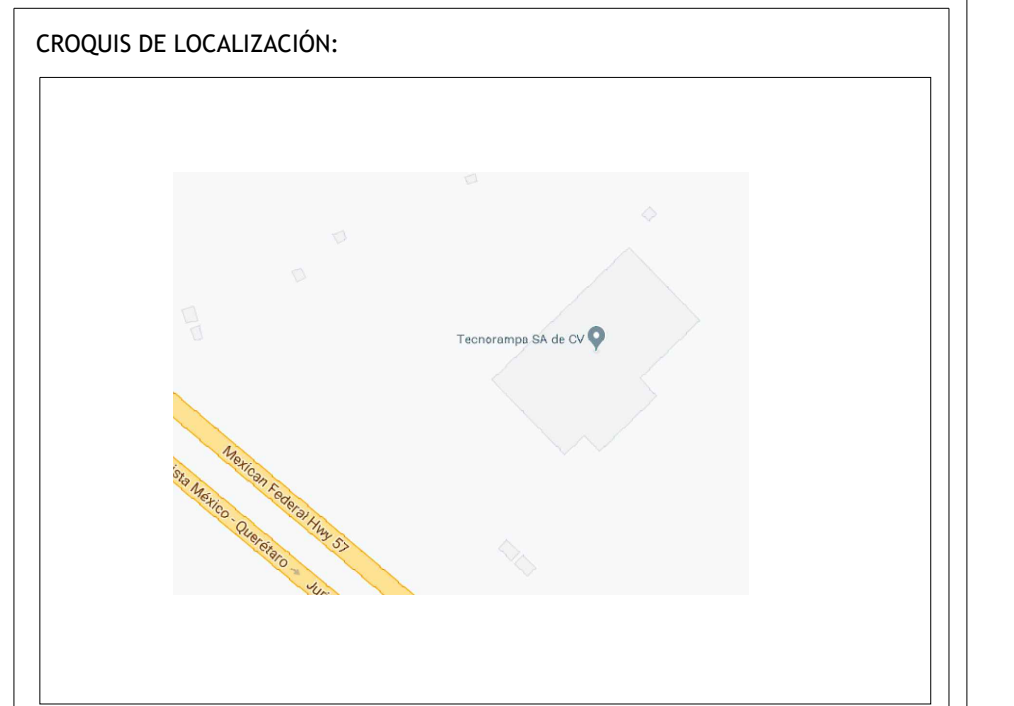 CROQUIS DE LOCALIZACIÓN:
Tecnorampa SA de CV
Mexican Federal Hwy 57
ista México - Querétaro